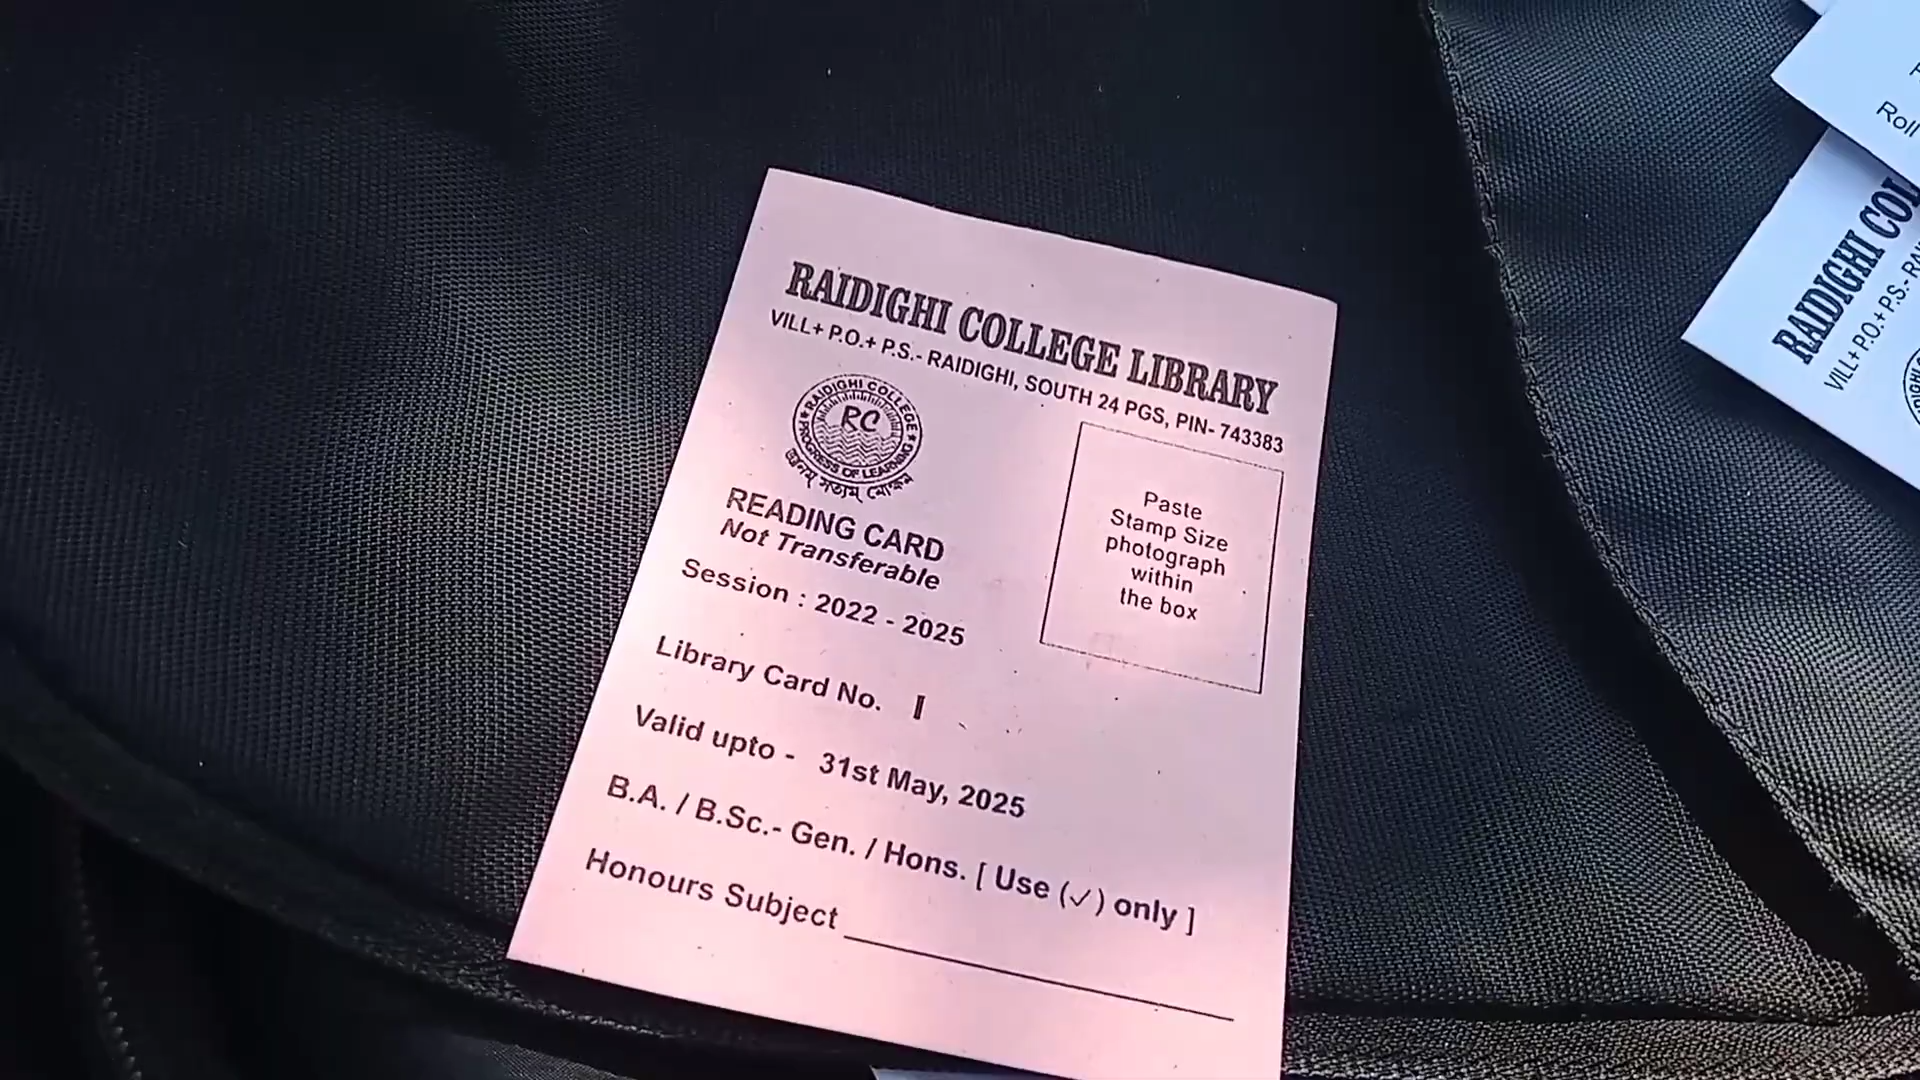 RAIDIGHI COLLEGE LIBRARY
VILL+ P.O.+ P.S.- RAIDIGHI, SOUTH 24 PGS, PIN- 743383
RAIDIGHI COLLEGE
RC
PROGRESS OF LEARNING
READING CARD
Not Transferable
Paste
Stamp Size
photograph
within
the box
Session : 2022 - 2025
Library Card No. I
Valid upto - 31st May, 2025
B.A. / B.Sc.- Gen. / Hons. [ Use (✓) only ]
Honours Subject
Roll
RAIDIGHI
VILL+ P.O.+ P.S.-